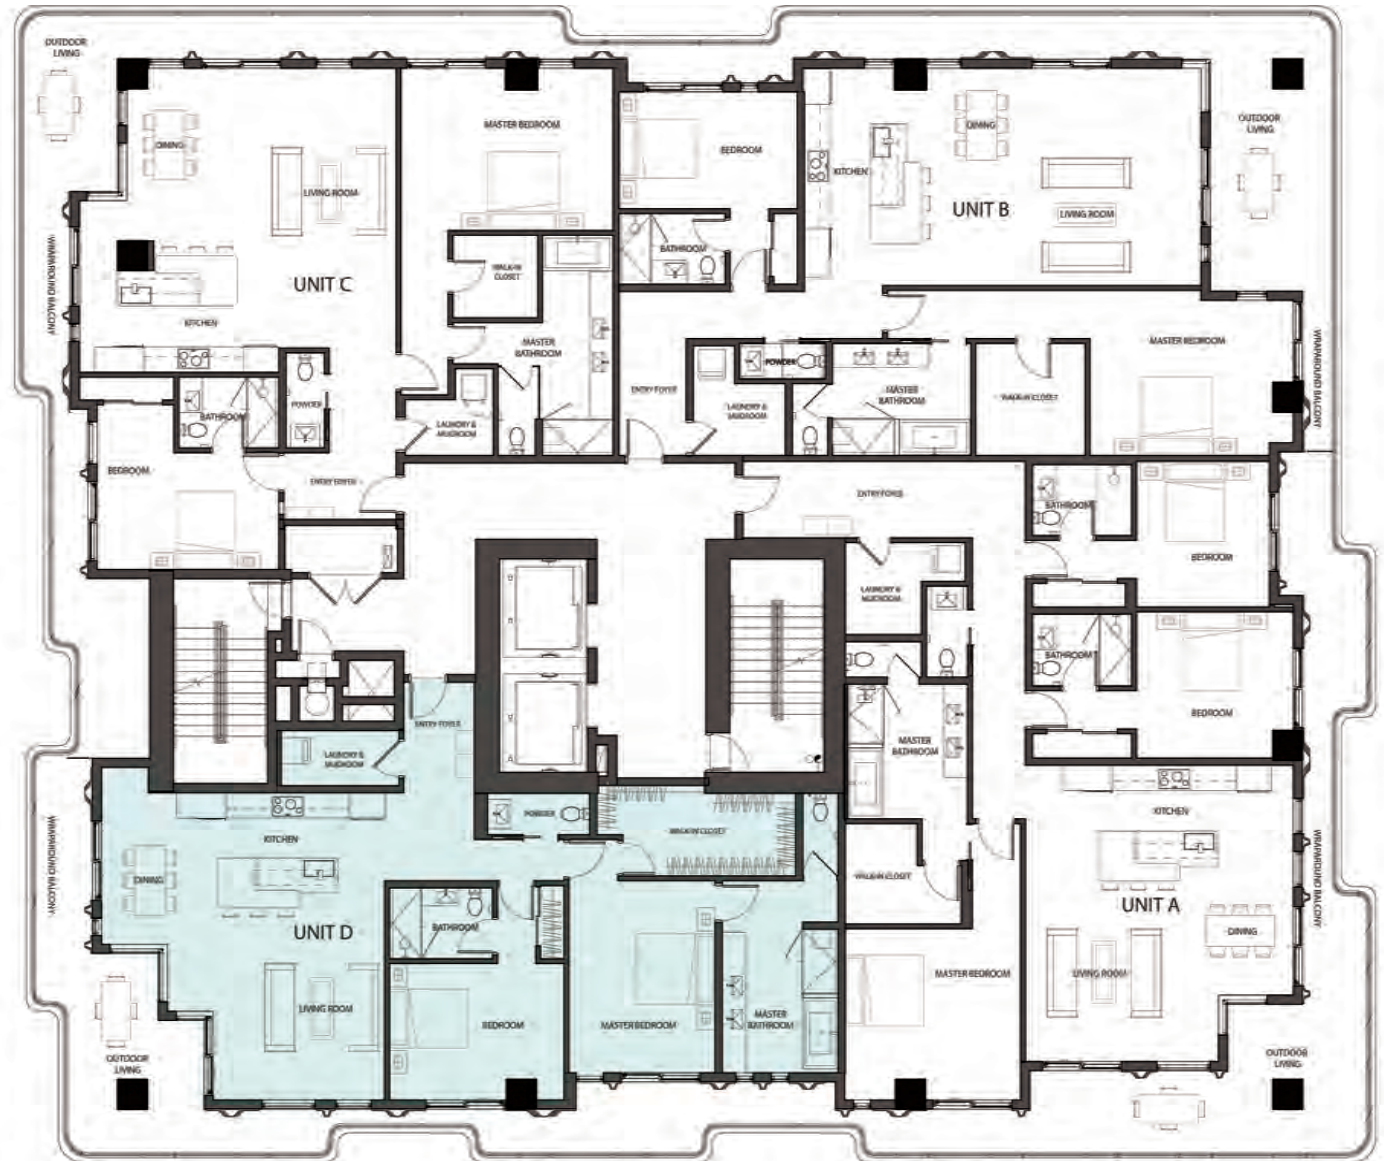 OUTDOOR
LIVING
DINING
LIVING ROOM
UNIT C
KITCHEN
WRAPAROUND BALCONY
BATHROOM
POWDER
BEDROOM
ENTRY FOYER
MASTER BEDROOM
WALK-IN
CLOSET
MASTER
BATHROOM
LAUNDRY &
MUDROOM
BEDROOM
BATHROOM
KITCHEN
DINING
UNIT B
LIVING ROOM
OUTDOOR
LIVING
ENTRY FOYER
POWDER
LAUNDRY &
MUDROOM
MASTER
BATHROOM
WALK-IN CLOSET
MASTER BEDROOM
WRAPAROUND BALCONY
ENTRY FOYER
BATHROOM
BEDROOM
LAUNDRY &
MUDROOM
BATHROOM
BEDROOM
MASTER
BATHROOM
WALK-IN CLOSET
KITCHEN
UNIT A
DINING
LIVING ROOM
MASTER BEDROOM
WRAPAROUND BALCONY
OUTDOOR
LIVING
ENTRY FOYER
LAUNDRY &
MUDROOM
KITCHEN
POWDER
WALK-IN CLOSET
WRAPAROUND BALCONY
DINING
UNIT D
BATHROOM
LIVING ROOM
BEDROOM
MASTER BEDROOM
MASTER
BATHROOM
OUTDOOR
LIVING